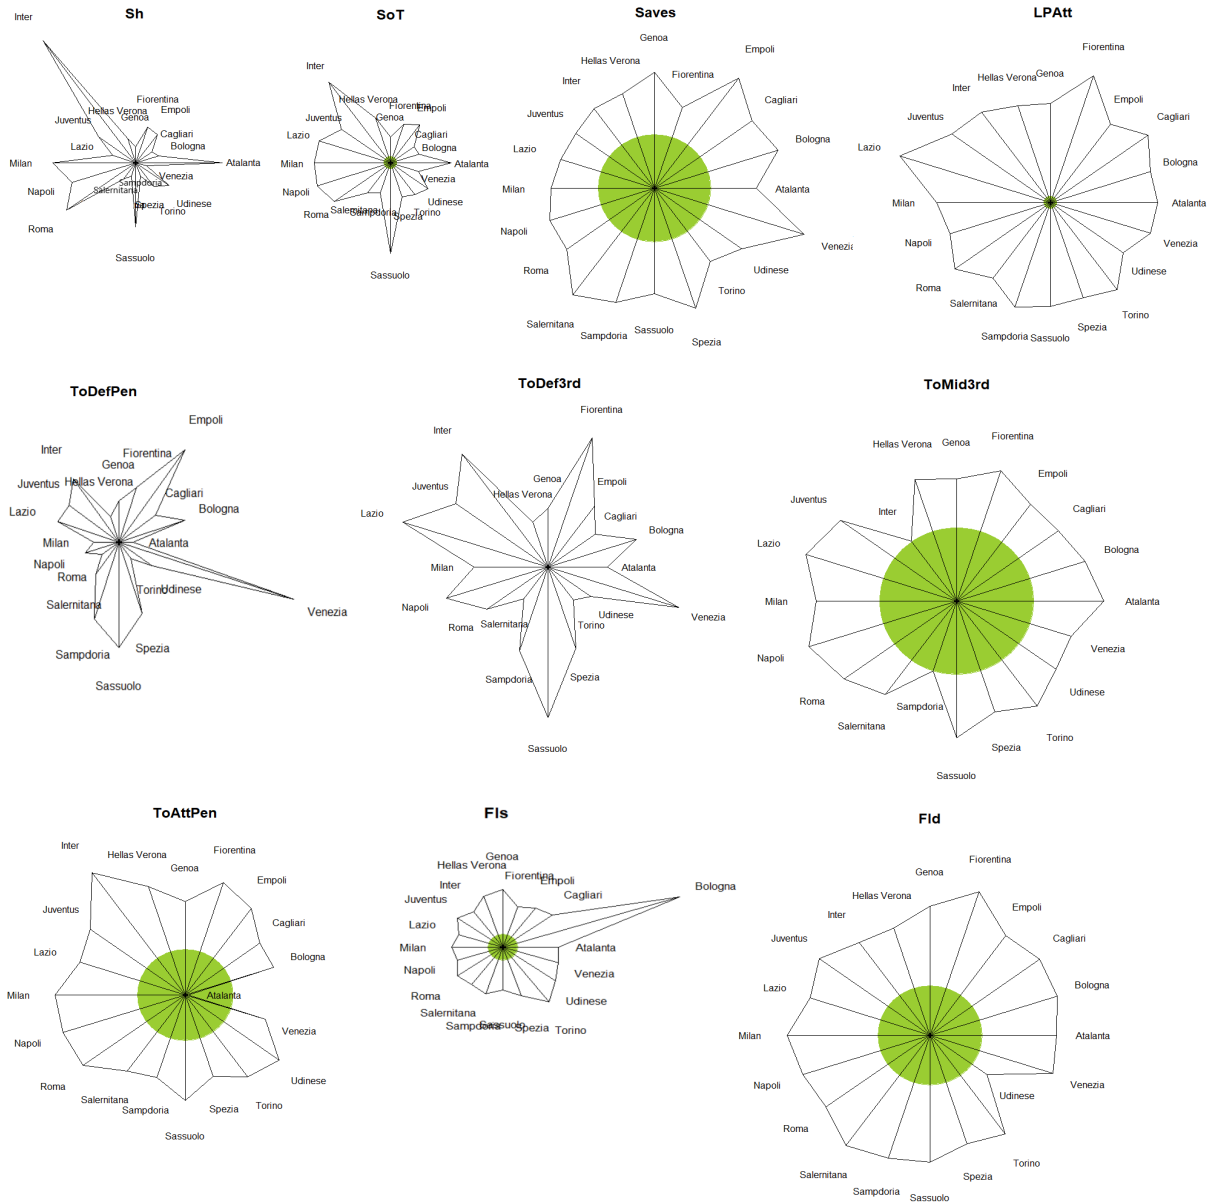 Sh
Inter
Fiorentina
Hellas Verona
Empoli
Genoa
Juventus
Cagliari
Lazio
Bologna
Milan
Atalanta
Venezia
Sampdoria
Napoli
Salernitana
Spezia
Udinese
Torino
Roma
Sassuolo
SoT
Inter
Hellas Verona
Fiorentina
Empoli
Juventus
Genoa
Lazio
Cagliari
Bologna
Milan
Atalanta
Venezia
Napoli
Udinese
Salernitana
Roma
Sampdoria
Torino
Spezia
Sassuolo
Saves
Genoa
Empoli
Hellas Verona
Fiorentina
Inter
Cagliari
Juventus
Bologna
Lazio
Milan
Atalanta
Napoli
Venezia
Roma
Udinese
Torino
Salernitana
Sampdoria
Sassuolo
Spezia
LPAtt
Fiorentina
Genoa
Hellas Verona
Inter
Empoli
Cagliari
Juventus
Lazio
Bologna
Milan
Atalanta
Napoli
Venezia
Udinese
Roma
Salernitana
Torino
Spezia
Sampdoria
Sassuolo
ToDefPen
Empoli
Inter
Fiorentina
Genoa
Juventus
Hellas Verona
Cagliari
Lazio
Bologna
Milan
Atalanta
Napoli
Roma
Torino
Udinese
Salernitana
Venezia
Sampdoria
Spezia
Sassuolo
ToDef3rd
Fiorentina
Inter
Genoa
Juventus
Empoli
Hellas Verona
Lazio
Cagliari
Bologna
Milan
Atalanta
Napoli
Venezia
Udinese
Roma
Salernitana
Torino
Sampdoria
Spezia
Sassuolo
ToMid3rd
Hellas Verona
Genoa
Fiorentina
Empoli
Juventus
Inter
Cagliari
Lazio
Bologna
Milan
Atalanta
Venezia
Napoli
Udinese
Roma
Sampdoria
Salernitana
Torino
Spezia
Sassuolo
ToAttPen
Inter
Fiorentina
Hellas Verona
Genoa
Empoli
Juventus
Cagliari
Lazio
Bologna
Milan
Atalanta
Napoli
Venezia
Roma
Udinese
Salernitana
Sampdoria
Spezia
Torino
Sassuolo
Fls
Genoa
Hellas Verona
Fiorentina
Inter
Empoli
Bologna
Juventus
Cagliari
Lazio
Milan
Atalanta
Napoli
Venezia
Roma
Udinese
Salernitana
Sampdoria
Sassuolo
Spezia
Torino
Fld
Fiorentina
Genoa
Hellas Verona
Inter
Empoli
Juventus
Cagliari
Lazio
Bologna
Milan
Atalanta
Napoli
Venezia
Udinese
Roma
Torino
Salernitana
Spezia
Sampdoria
Sassuolo